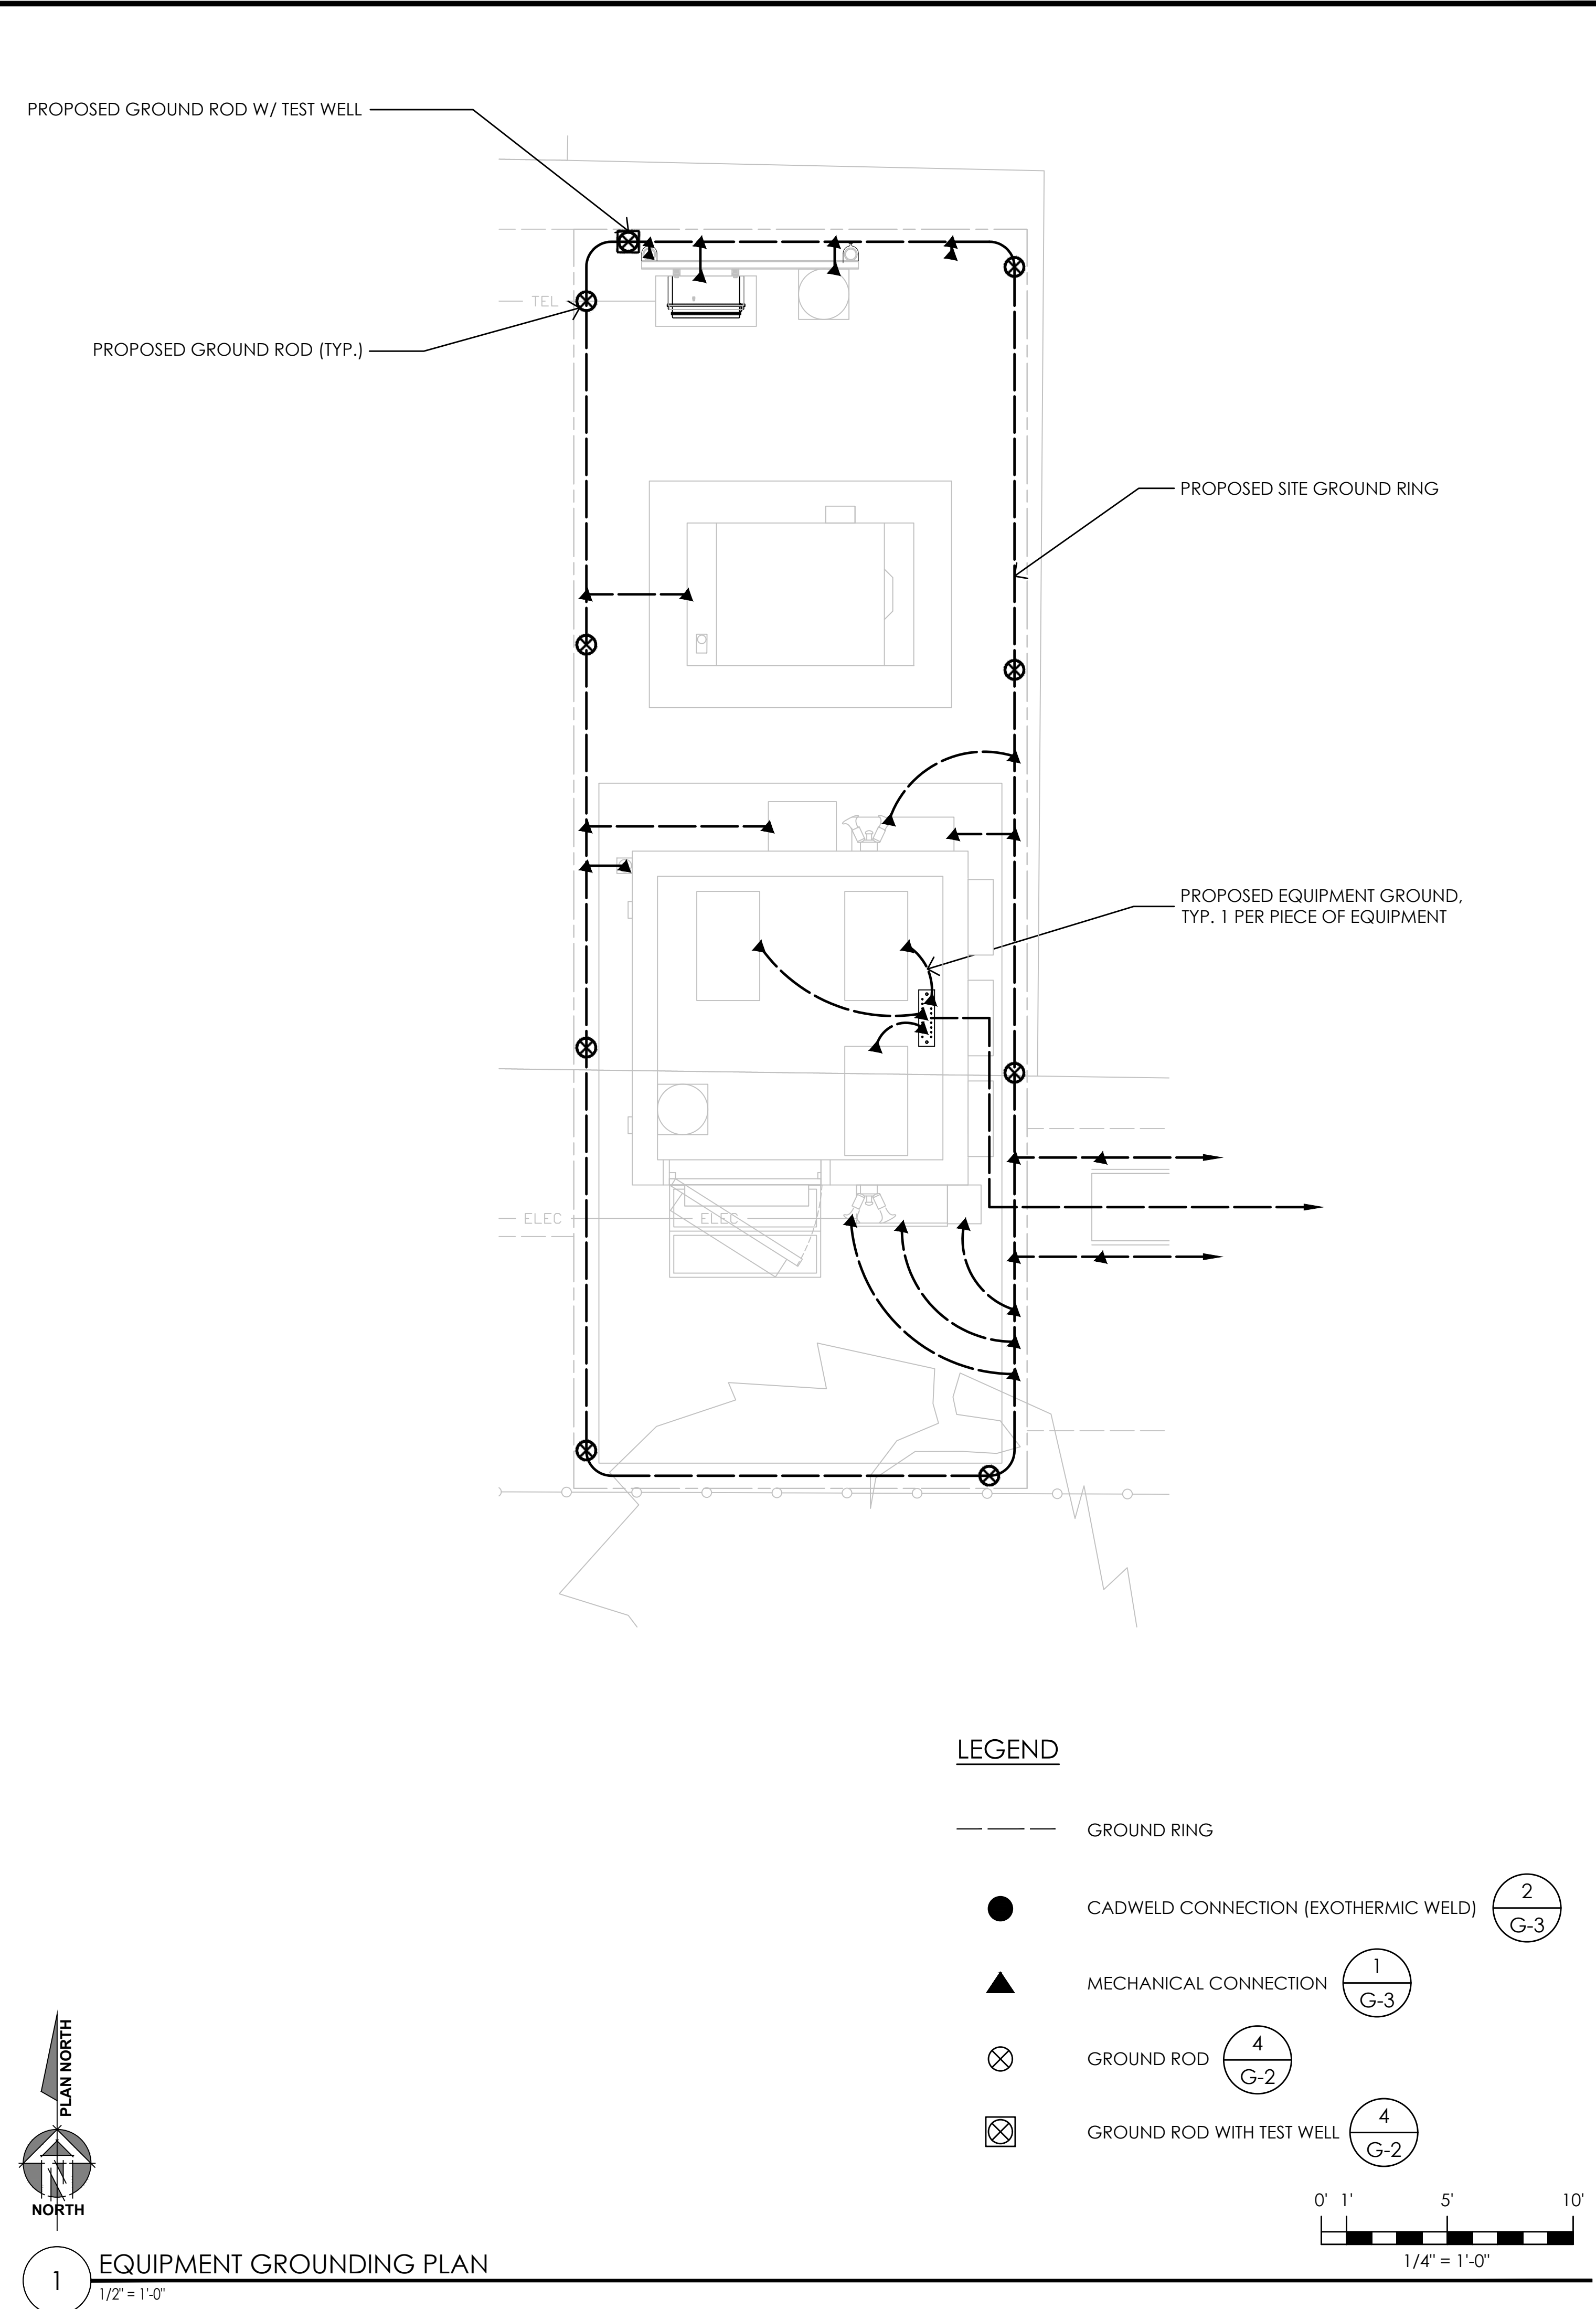 PROPOSED GROUND ROD W/ TEST WELL
TEL
PROPOSED GROUND ROD (TYP.)
PROPOSED SITE GROUND RING
PROPOSED EQUIPMENT GROUND,
TYP. 1 PER PIECE OF EQUIPMENT
ELEC
ELEC
LEGEND
GROUND RING
CADWELD CONNECTION (EXOTHERMIC WELD)
2
G-3
MECHANICAL CONNECTION
1
G-3
GROUND ROD
4
G-2
GROUND ROD WITH TEST WELL
4
G-2
PLAN NORTH
N
NORTH
0' 1' 5' 10'
1/4" = 1'-0"
1
EQUIPMENT GROUNDING PLAN
1/2" = 1'-0"